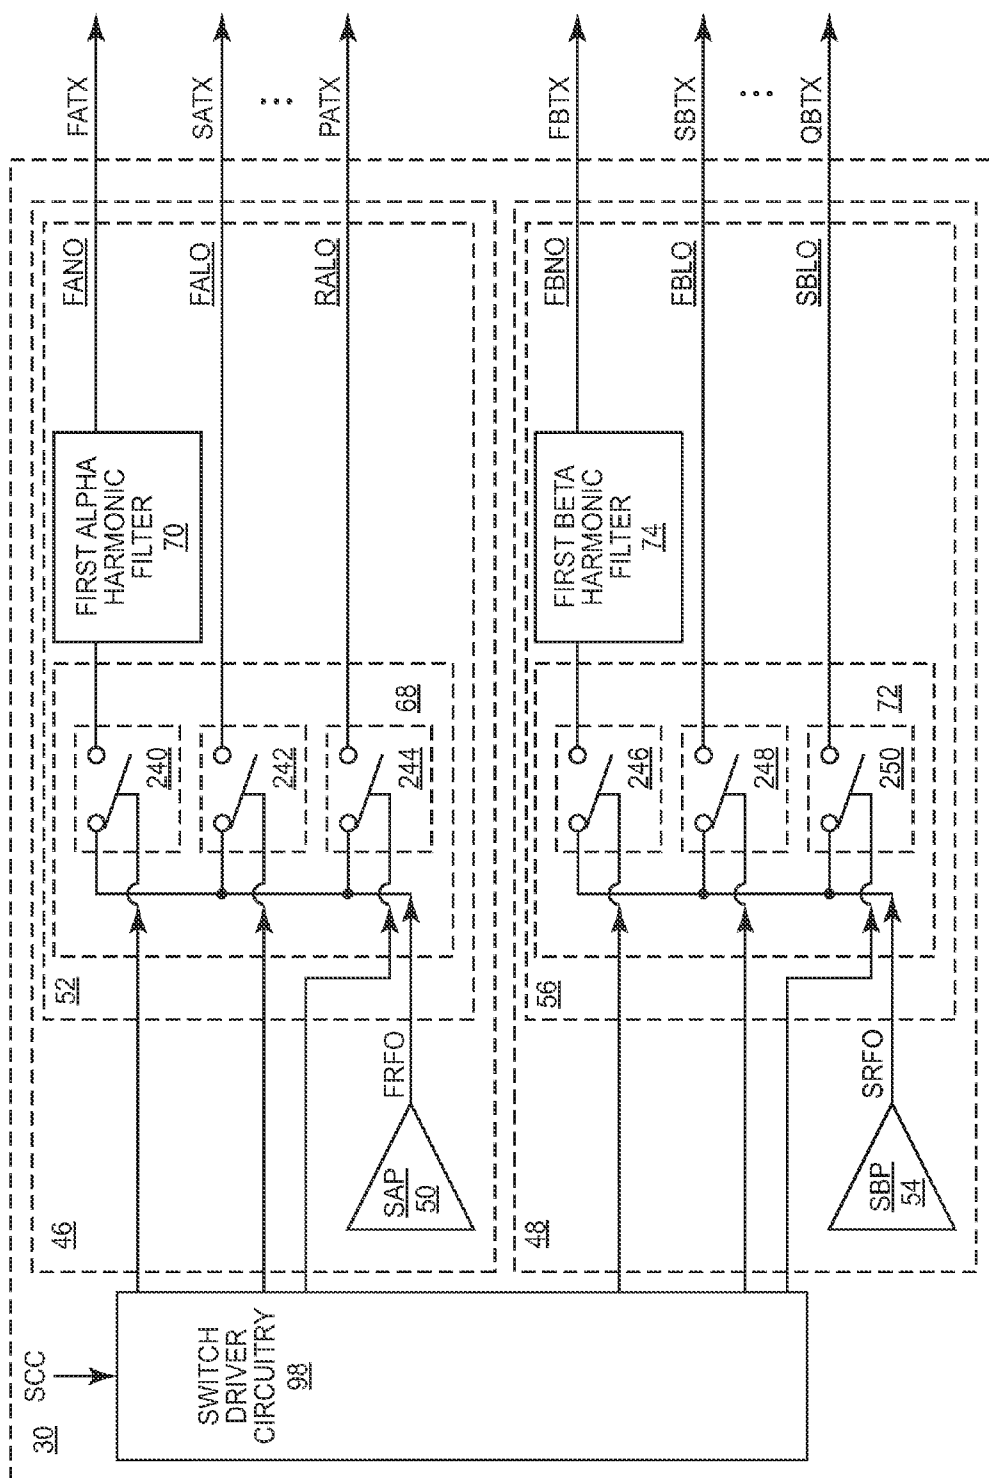 30
SCC
SWITCH
DRIVER
CIRCUITRY
98
46
SAP
50
FRFO
52
240
242
244
68
FIRST ALPHA
HARMONIC
FILTER
70
FANO
FALO
RALO
FATX
SATX
PATX
48
SBP
54
SRFO
56
246
248
250
72
FIRST BETA
HARMONIC
FILTER
74
FBNO
FBLO
SBLO
FBTX
SBTX
QBTX